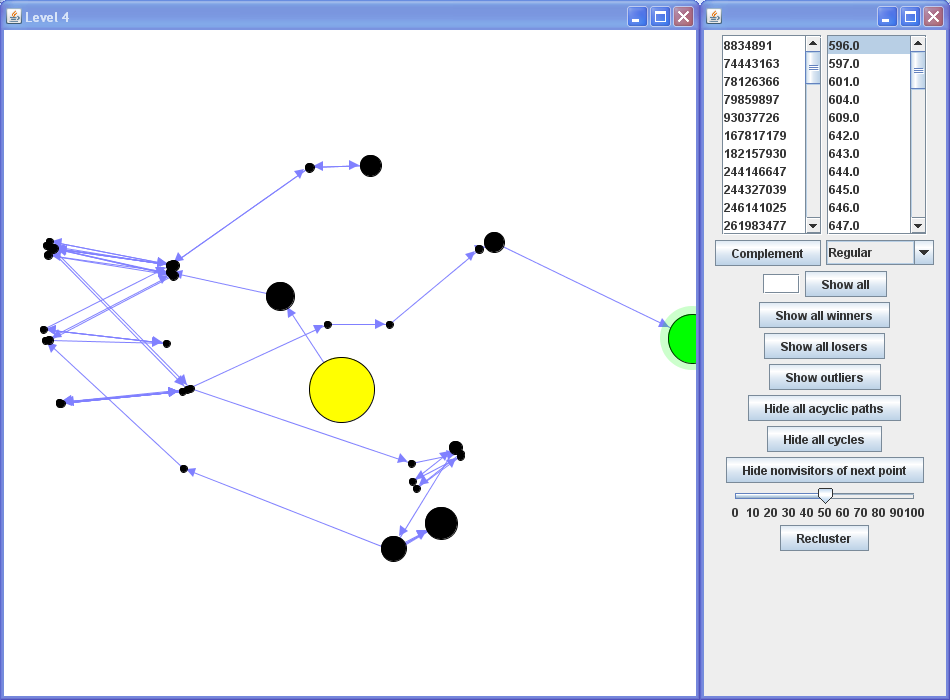 Level 4
8834891
74443163
78126366
79859897
93037726
167817179
182157930
244146647
244327039
246141025
261983477
596.0
597.0
601.0
604.0
609.0
642.0
643.0
644.0
645.0
646.0
647.0
Complement
Regular
Show all
Show all winners
Show all losers
Show outliers
Hide all acyclic paths
Hide all cycles
Hide nonvisitors of next point
0 10 20 30 40 50 60 70 80 90100
Recluster